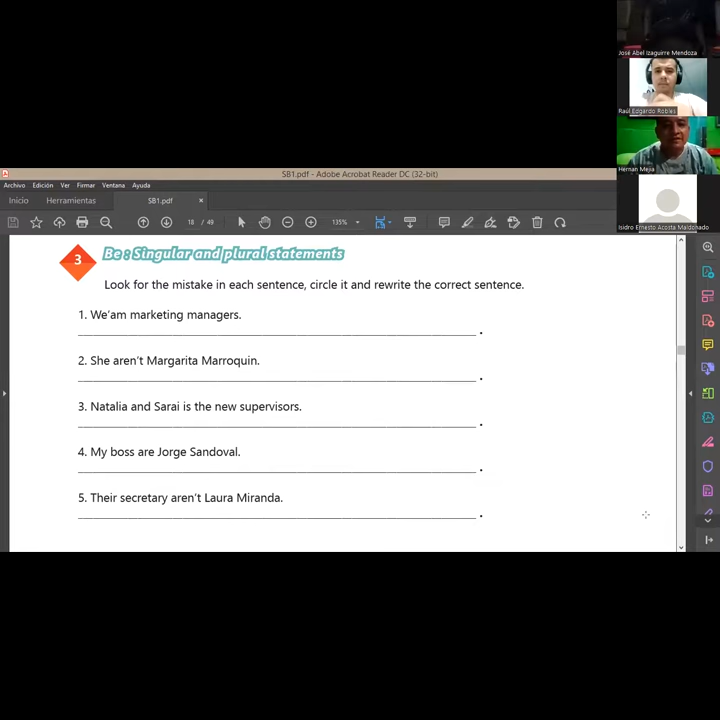 José Abel Izaguirre Mendoza
Raúl Edgardo Robles
Hernan Mejia
Isidro Ernesto Acosta Maldonado
SB1.pdf - Adobe Acrobat Reader DC (32-bit)
Archivo Edición Ver Firmar Ventana Ayuda
Inicio Herramientas SB1.pdf ×
18 / 49 135%
3 Be : Singular and plural statements
Look for the mistake in each sentence, circle it and rewrite the correct sentence.
1. We'am marketing managers.
.
2. She aren't Margarita Marroquin.
.
3. Natalia and Sarai is the new supervisors.
.
4. My boss are Jorge Sandoval.
.
5. Their secretary aren't Laura Miranda.
.